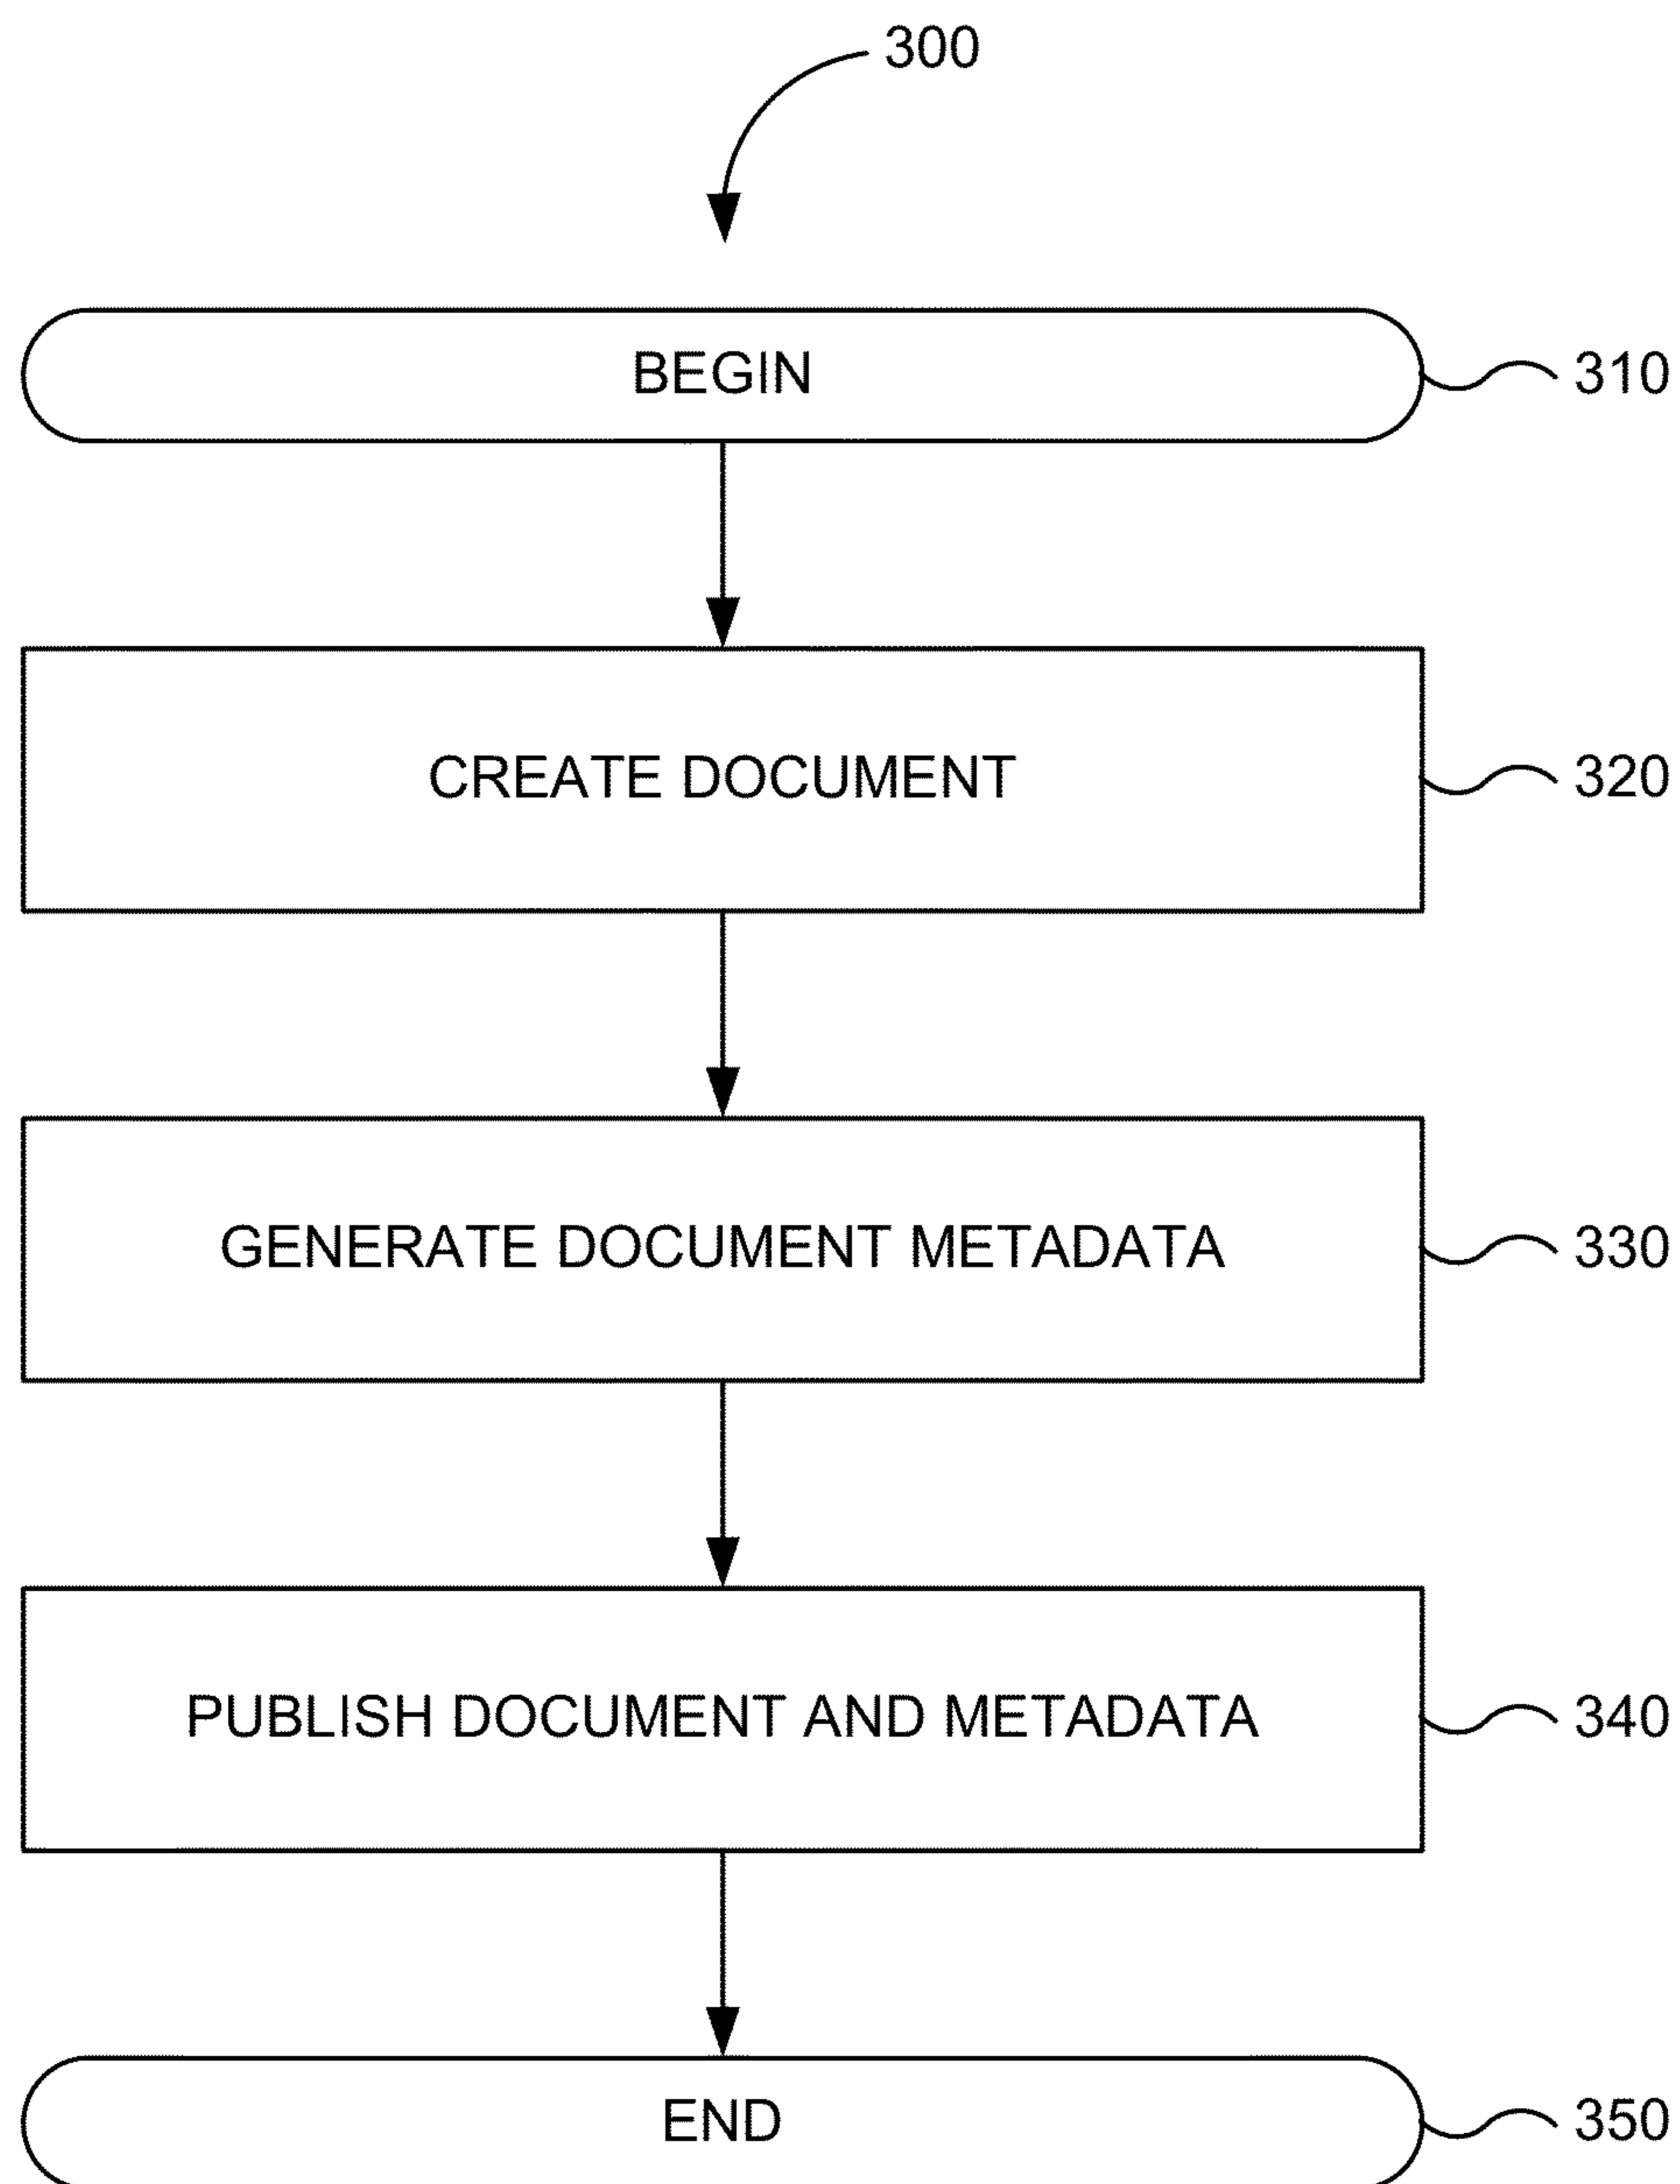 300
BEGIN
310
CREATE DOCUMENT
320
GENERATE DOCUMENT METADATA
330
PUBLISH DOCUMENT AND METADATA
340
END
350